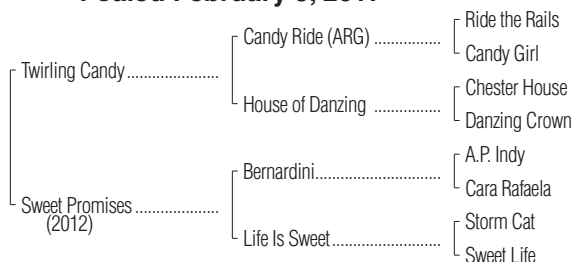 Ride the Rails
Candy Ride (ARG)
Candy Girl
Twirling Candy
Chester House
House of Danzing
Danzing Crown
A.P. Indy
Bernardini
Cara Rafaela
Sweet Promises
(2012)
Storm Cat
Life Is Sweet
Sweet Life